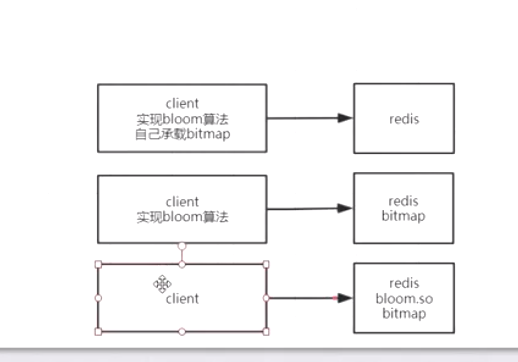 client
实现bloom算法
自己承载bitmap
redis
client
实现bloom算法
redis
bitmap
client
redis
bloom.so
bitmap